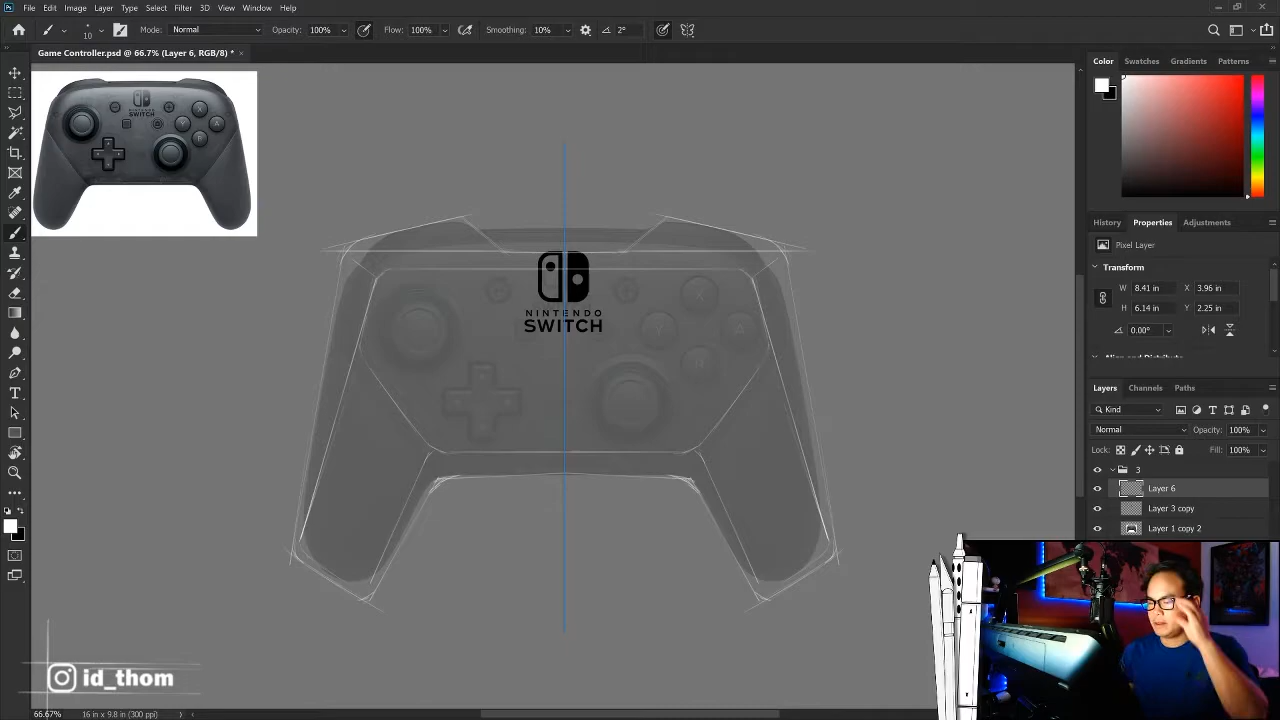 File Edit Image Layer Type Select Filter 3D View Window Help
10 Mode: Normal Opacity: 100% Flow: 100% Smoothing: 10% 2°
Game Controller.psd @ 66.7% (Layer 6, RGB/8) * ×
Color Swatches Gradients Patterns
NINTENDO
SWITCH
X
Y A
B
History Properties Adjustments
Pixel Layer
Transform
W: 8.41 in X: 3.96 in
H: 6.14 in Y: 2.25 in
0.00°
Align and Distribute
NINTENDO
SWITCH
X
Y A
Layers Channels Paths
Kind
Normal Opacity: 100%
Lock: Fill: 100%
3
Layer 6
Layer 3 copy
Layer 1 copy 2
id_thom
66.67% 16 in x 9.8 in (300 ppi)